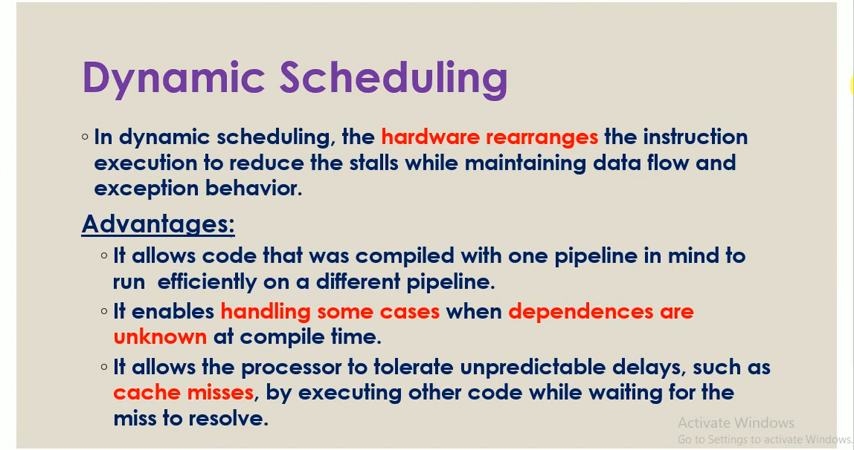 Dynamic Scheduling
◦ In dynamic scheduling, the hardware rearranges the instruction
execution to reduce the stalls while maintaining data flow and
exception behavior.
Advantages:
◦ It allows code that was compiled with one pipeline in mind to
run efficiently on a different pipeline.
◦ It enables handling some cases when dependences are
unknown at compile time.
◦ It allows the processor to tolerate unpredictable delays, such as
cache misses, by executing other code while waiting for the
miss to resolve.
Activate Windows
Go to Settings to activate Windows.